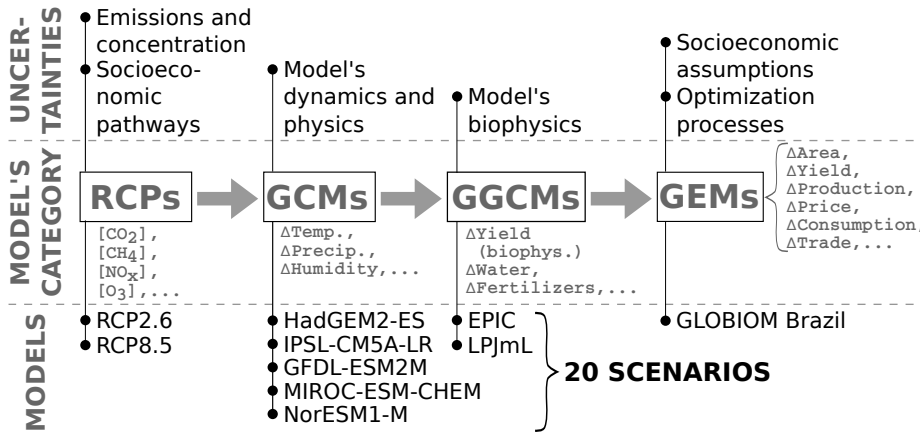 UNCER-
TAINTIES
Emissions and
concentration
Socioeco-
nomic
pathways
Model's
dynamics and
physics
Model's
biophysics
Socioeconomic
assumptions
Optimization
processes
MODEL'S
CATEGORY
RCPs
[CO2],
[CH4],
[NOx],
[O3],...
GCMs
ΔTemp.,
ΔPrecip.,
ΔHumidity,...
GGCMs
ΔYield
(biophys.)
ΔWater,
ΔFertilizers,...
GEMs
ΔArea,
ΔYield,
ΔProduction,
ΔPrice,
ΔConsumption,
ΔTrade,...
MODELS
RCP2.6
RCP8.5
HadGEM2-ES
IPSL-CM5A-LR
GFDL-ESM2M
MIROC-ESM-CHEM
NorESM1-M
EPIC
LPJmL
20 SCENARIOS
GLOBIOM Brazil